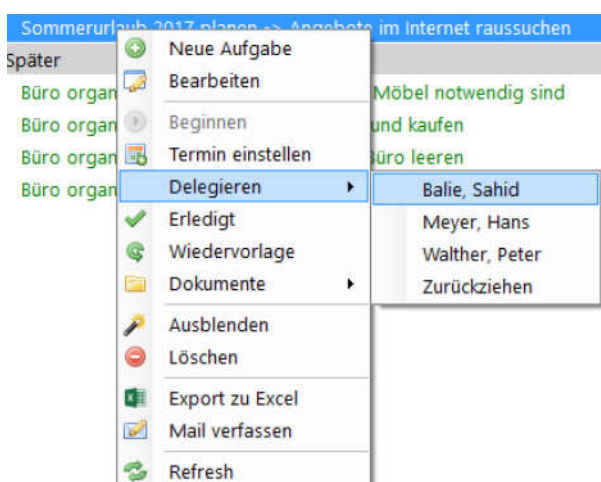 Sommerurlaub 2017 planen -> Angebote im Internet raussuchen
Später
Büro organ Möbel notwendig sind
Büro organ und kaufen
Büro organ Büro leeren
Büro organ
Neue Aufgabe
Bearbeiten
Beginnen
Termin einstellen
Delegieren
Erledigt
Wiedervorlage
Dokumente
Ausblenden
Löschen
Export zu Excel
Mail verfassen
Refresh
Balie, Sahid
Meyer, Hans
Walther, Peter
Zurückziehen